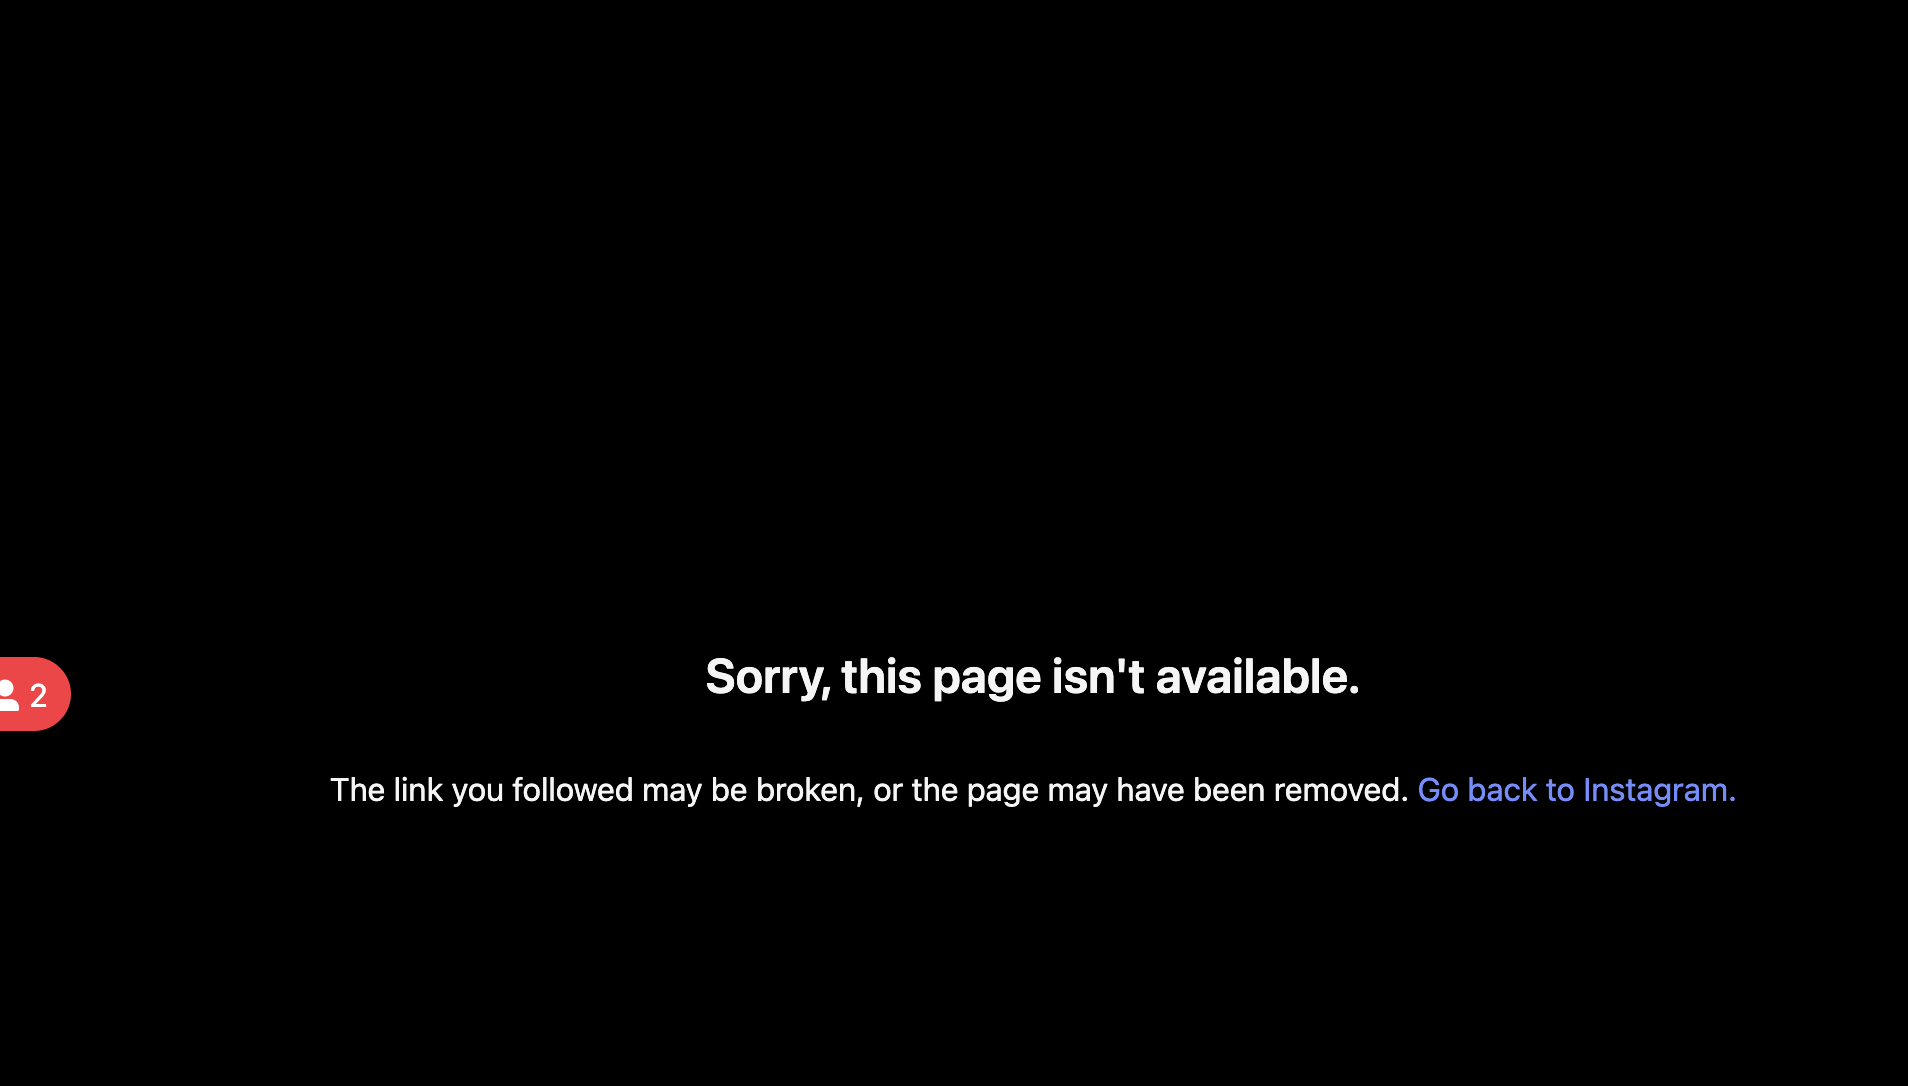 Sorry, this page isn't available.
2
The link you followed may be broken, or the page may have been removed. Go back to Instagram.